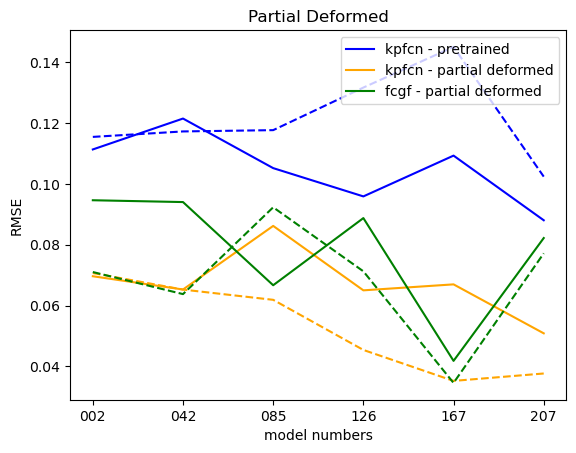 Partial Deformed
kpfcn - pretrained
kpfcn - partial deformed
fcgf - partial deformed
0.14
0.12
0.10
0.08
0.06
0.04
RMSE
002 042 085 126 167 207
model numbers